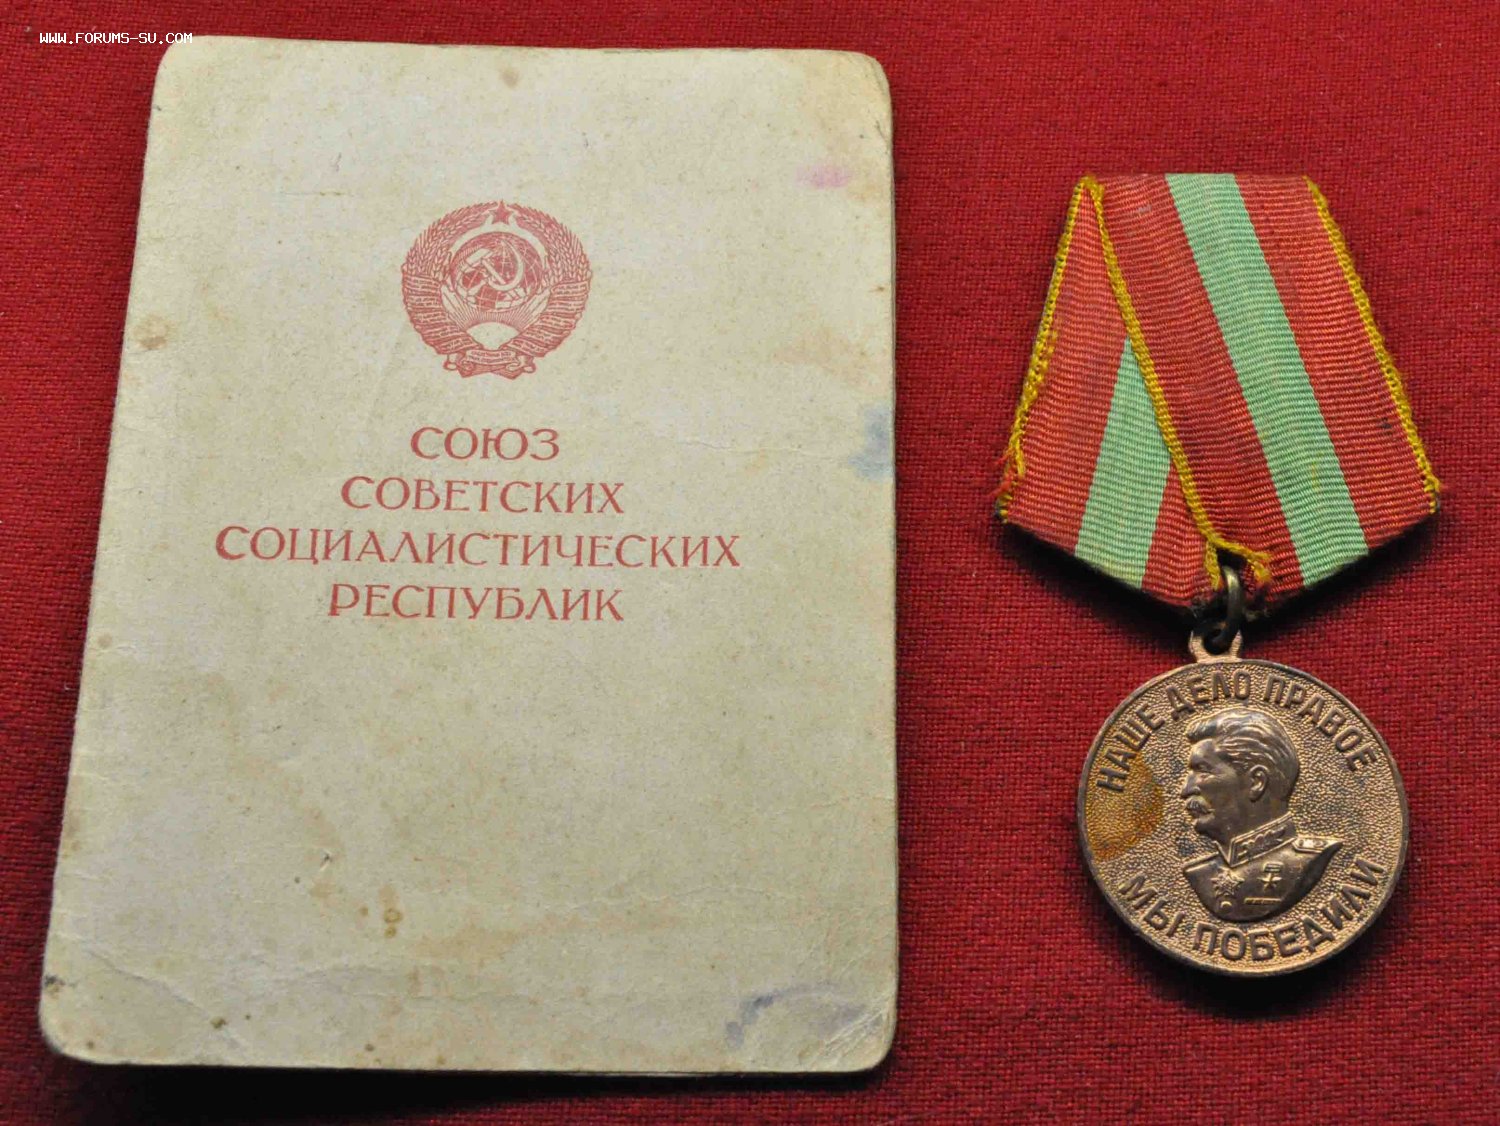 www.forums-su.com
СОЮЗ
СОВЕТСКИХ
СОЦИАЛИСТИЧЕСКИХ
РЕСПУБЛИК
НАШЕ ДЕЛО ПРАВОЕ
МЫ ПОБЕДИЛИ